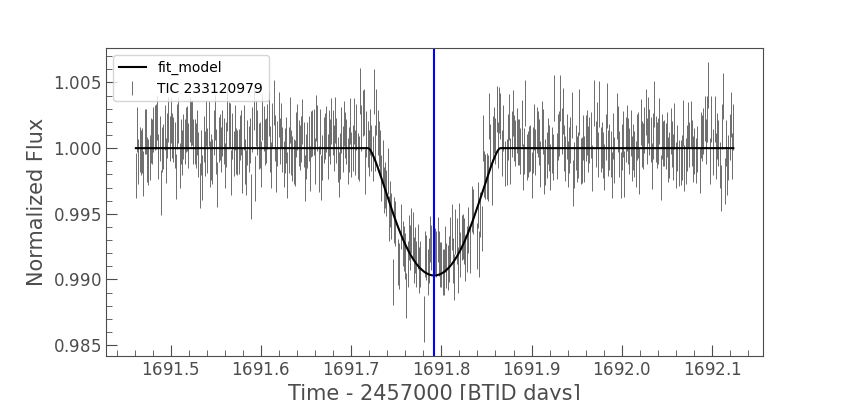 fit_model
TIC 233120979
1.005
1.000
0.995
0.990
0.985
Normalized Flux
1691.5 1691.6 1691.7 1691.8 1691.9 1692.0 1692.1
Time - 2457000 [BTJD days]